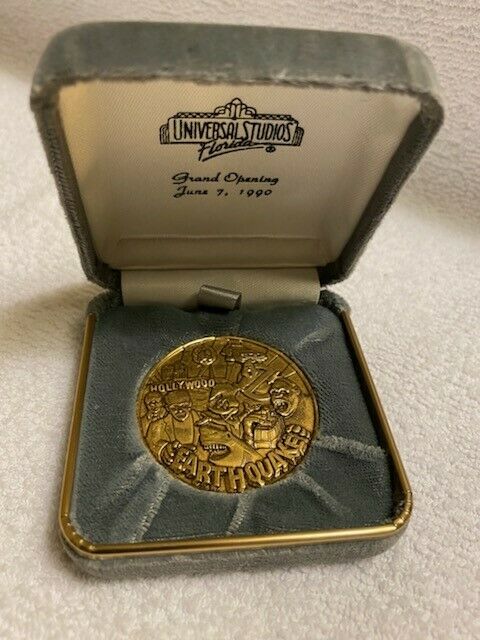 UNIVERSAL STUDIOS
Florida
Grand Opening
June 7, 1990
HOLLYWOOD
EARTHQUAKE